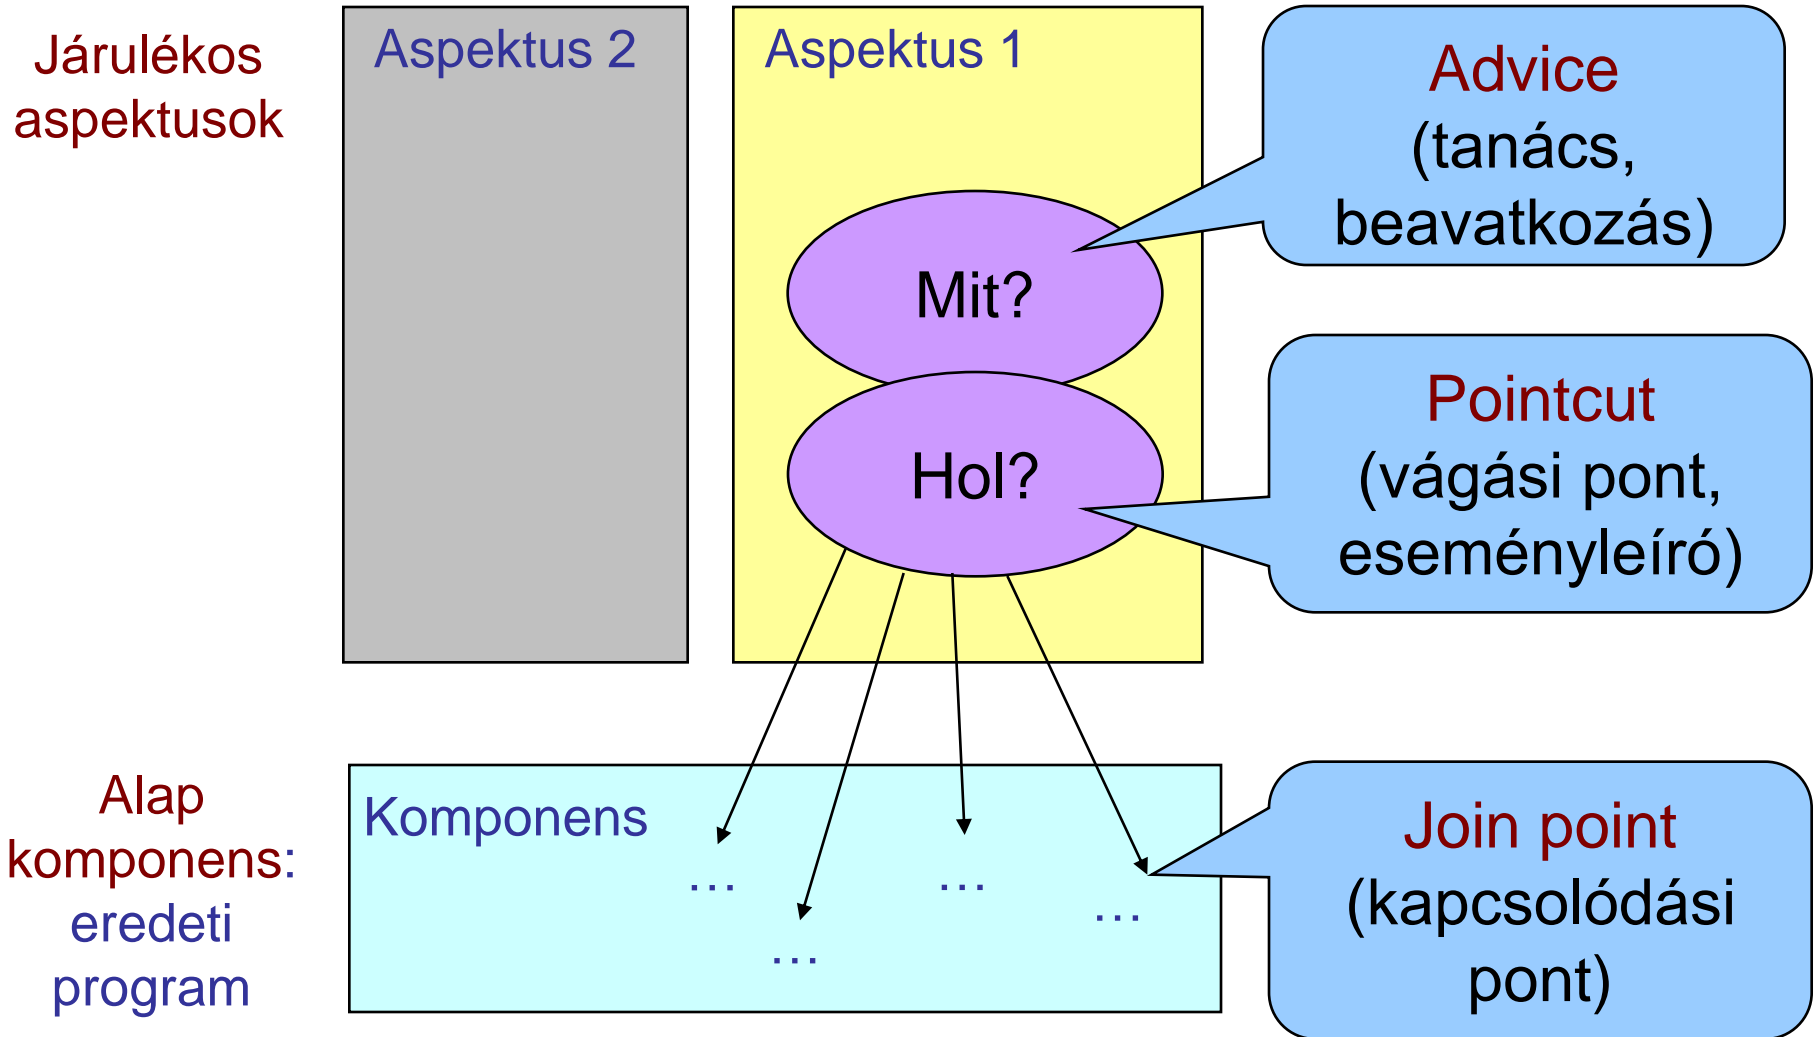 Járulékos
aspektusok
Aspektus 2
Aspektus 1
Mit?
Hol?
Advice
(tanács,
beavatkozás)
Pointcut
(vágási pont,
eseményleíró)
Alap
komponens:
eredeti
program
Komponens
…
…
…
…
Join point
(kapcsolódási
pont)